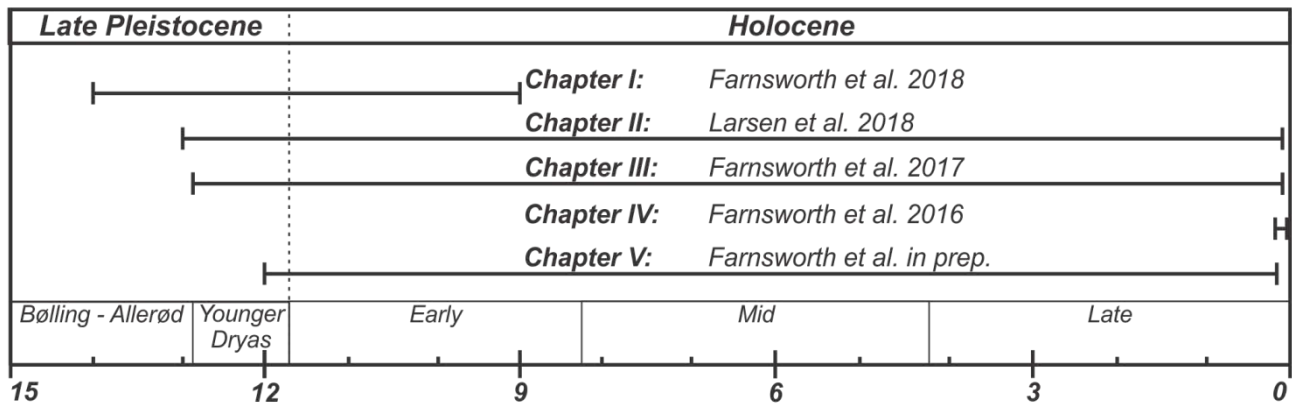 Late Pleistocene Holocene
Chapter I: Farnsworth et al. 2018
Chapter II: Larsen et al. 2018
Chapter III: Farnsworth et al. 2017
Chapter IV: Farnsworth et al. 2016
Chapter V: Farnsworth et al. in prep.
Bølling - Allerød Younger Early Mid Late
Dryas
15 12 9 6 3 0